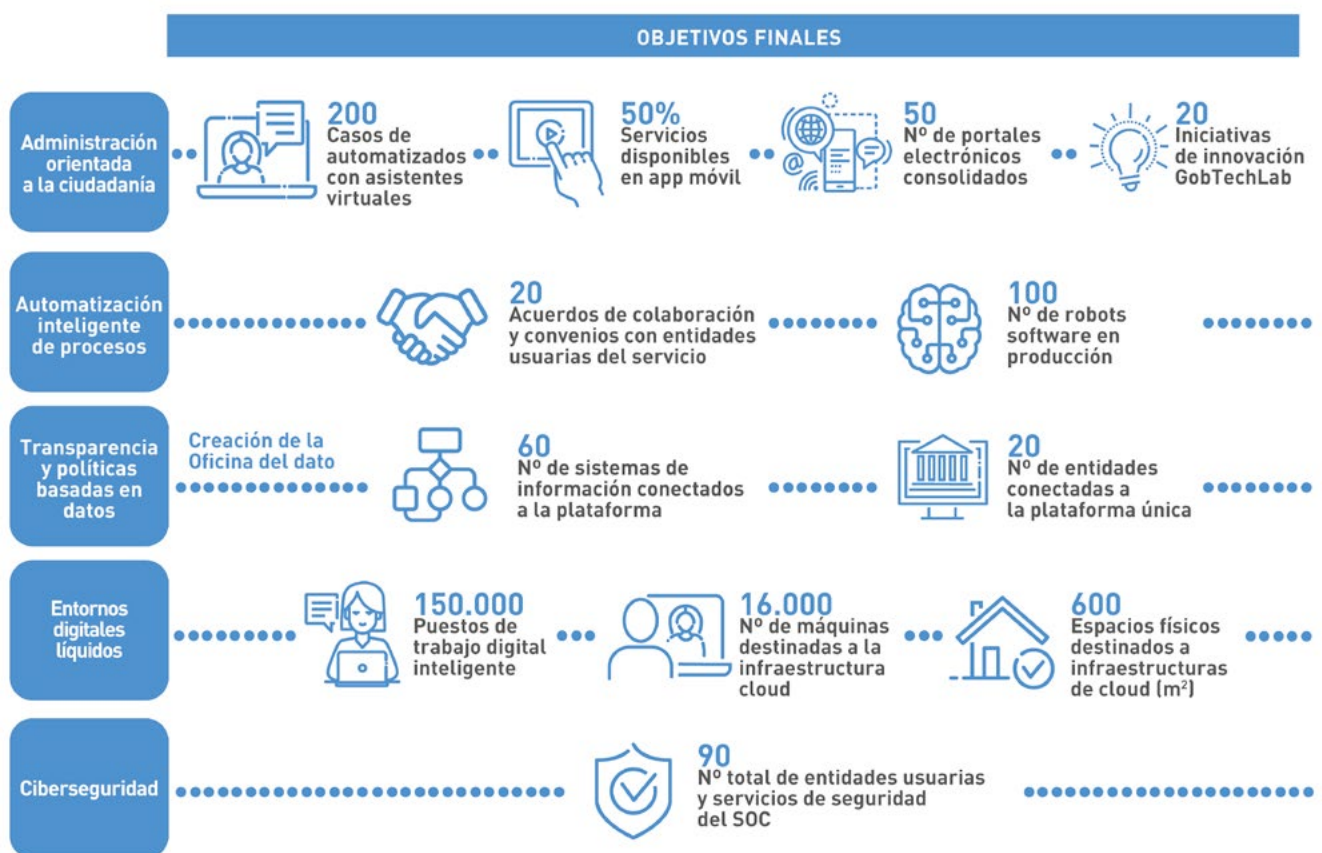 OBJETIVOS FINALES
Administración
orientada
a la ciudadanía
200
Casos de
automatizados
con asistentes
virtuales
50%
Servicios
disponibles
en app móvil
50
Nº de portales
electrónicos
consolidados
20
Iniciativas
de innovación
GobTechLab
Automatización
inteligente
de procesos
20
Acuerdos de colaboración
y convenios con entidades
usuarias del servicio
100
Nº de robots
software en
producción
Transparencia
y políticas
basadas en
datos
Creación de la
Oficina del dato
60
Nº de sistemas de
información conectados
a la plataforma
20
Nº de entidades
conectadas a
la plataforma única
Entornos
digitales
líquidos
150.000
Puestos de
trabajo digital
inteligente
16.000
Nº de máquinas
destinadas a la
infraestructura
cloud
600
Espacios físicos
destinados a
infraestructuras
de cloud (m²)
Ciberseguridad
90
Nº total de entidades usuarias
y servicios de seguridad
del SOC